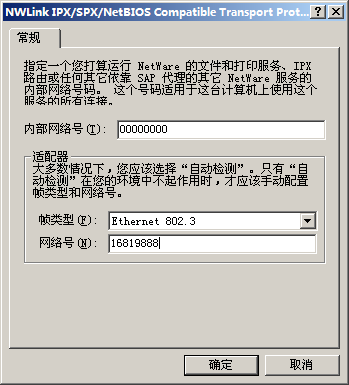 NWLink IPX/SPX/NetBIOS Compatible Transport Prot...
常规
指定一个您打算运行 NetWare 的文件和打印服务、IPX
路由或任何其它依靠 SAP 代理的其它 NetWare 服务的
内部网络号码。 这个号码适用于这台计算机上使用这个
服务的所有连接。
内部网络号(I): 00000000
适配器
大多数情况下，您应该选择“自动检测”。只有“自
动检测”在您的环境中不起作用时，才应该手动配置
帧类型和网络号。
帧类型(F): Ethernet 802.3
网络号(N): 16819888
确定 取消